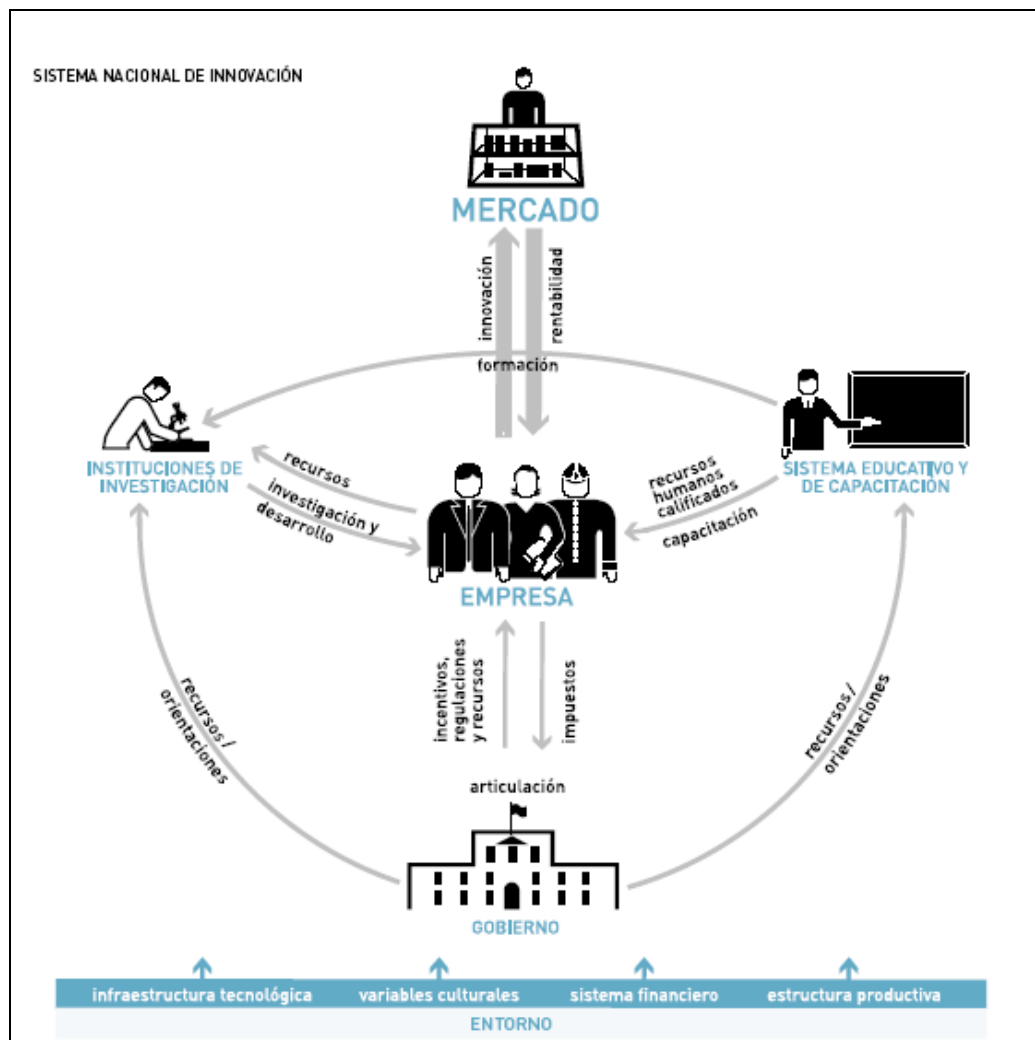 SISTEMA NACIONAL DE INNOVACIÓN
MERCADO
innovación
rentabilidad
formación
INSTITUCIONES DE
INVESTIGACIÓN
SISTEMA EDUCATIVO Y
DE CAPACITACIÓN
recursos
investigación y
desarrollo
recursos
humanos
calificados
capacitación
EMPRESA
incentivos,
regulaciones
y recursos
impuestos
recursos /
orientaciones
recursos /
orientaciones
articulación
GOBIERNO
infraestructura tecnológica
variables culturales
sistema financiero
estructura productiva
ENTORNO